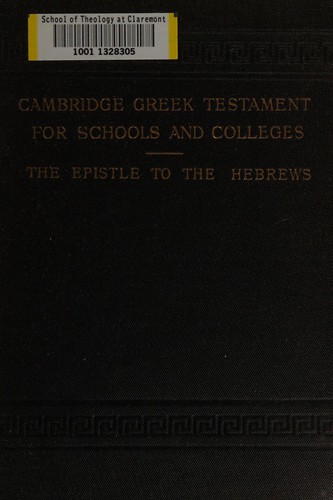 School of Theology at Claremont
1001 1328305
CAMBRIDGE GREEK TESTAMENT
FOR SCHOOLS AND COLLEGES
THE EPISTLE TO THE HEBREWS